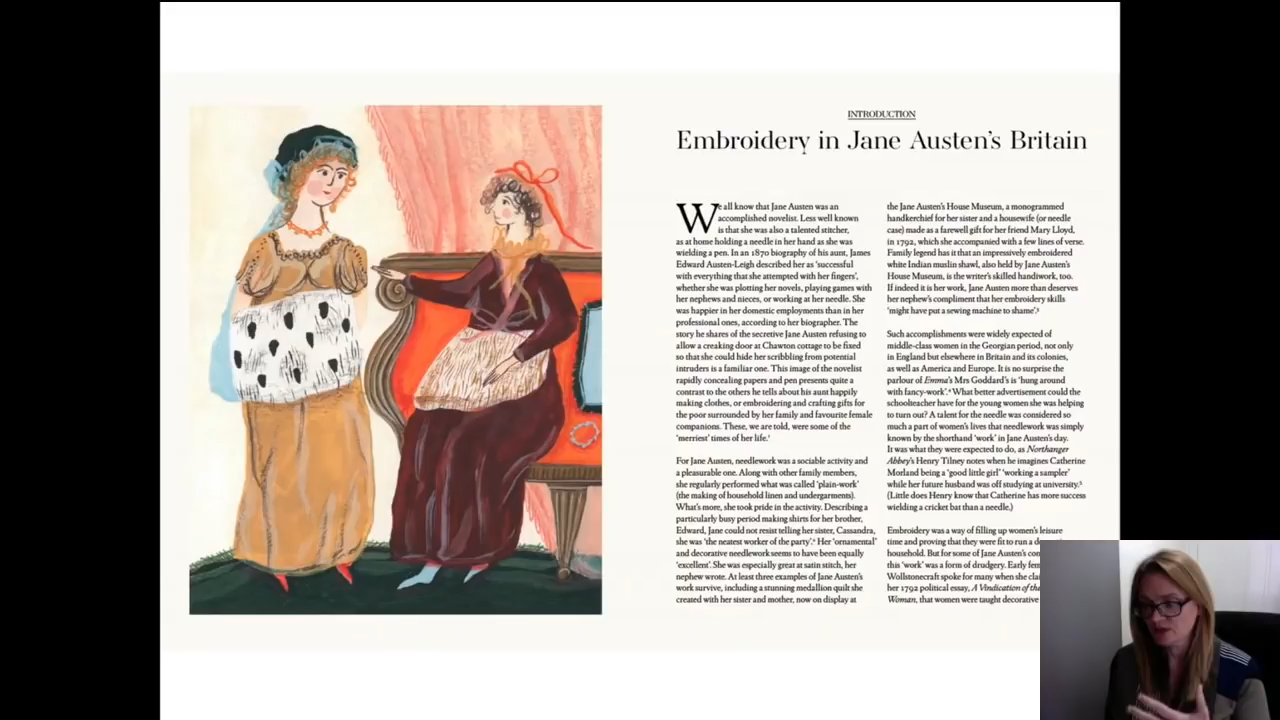 INTRODUCTION
Embroidery in Jane Austen's Britain
We all know that Jane Austen was an
accomplished novelist. Less well known
is that she was also a talented stitcher,
as at home holding a needle in her hand as she was
wielding a pen. In an 1870 biography of his aunt, James
Edward Austen-Leigh described her as ‘successful
with everything that she attempted with her fingers’,
whether she was plotting her novels, playing games with
her nephews and nieces, or working at her needle. She
was happier in her domestic employments than in her
professional ones, according to her biographer. The
story he shares of the secretive Jane Austen refusing to
allow a creaking door at Chawton cottage to be fixed
so that she could hide her scribbling from potential
intruders is a familiar one. This image of the novelist
rapidly concealing papers and pen presents quite a
contrast to the others he tells about his aunt happily
making clothes, or embroidering and crafting gifts for
the poor surrounded by her family and favourite female
companions. These, we are told, were some of the
‘merriest’ times of her life.¹
For Jane Austen, needlework was a sociable activity and
a pleasurable one. Along with other family members,
she regularly performed what was called ‘plain-work’
(the making of household linen and undergarments).
What's more, she took pride in the activity. Describing a
particularly busy period making shirts for her brother,
Edward, Jane could not resist telling her sister, Cassandra,
she was ‘the neatest worker of the party’.² Her ‘ornamental’
and decorative needlework seems to have been equally
‘excellent’. She was especially great at satin stitch, her
nephew wrote. At least three examples of Jane Austen's
work survive, including a stunning medallion quilt she
created with her sister and mother, now on display at
the Jane Austen's House Museum, a monogrammed
handkerchief for her sister and a housewife (or needle
case) made as a farewell gift for her friend Mary Lloyd,
in 1792, which she accompanied with a few lines of verse.
Family legend has it that an impressively embroidered
white Indian muslin shawl, also held by Jane Austen's
House Museum, is the writer's skilled handiwork, too.
If indeed it is her work, Jane Austen more than deserves
her nephew's compliment that her embroidery skills
‘might have put a sewing machine to shame’.³
Such accomplishments were widely expected of
middle-class women in the Georgian period, not only
in England but elsewhere in Britain and its colonies,
as well as America and Europe. It is no surprise the
parlour of Emma's Mrs Goddard's is ‘hung around
with fancy-work’.⁴ What better advertisement could the
schoolteacher have for the young women she was helping
to turn out? A talent for the needle was considered so
much a part of women's lives that needlework was simply
known by the shorthand ‘work’ in Jane Austen's day.
It was what they were expected to do, as Northanger
Abbey's Henry Tilney notes when he imagines Catherine
Morland being a ‘good little girl’ ‘working a sampler’
while her future husband was off studying at university.⁵
(Little does Henry know that Catherine has more success
wielding a cricket bat than a needle.)
Embroidery was a way of filling up women's leisure
time and proving that they were fit to run a
household. But for some of Jane Austen's
this ‘work’ was a form of drudgery. Early
Wollstonecraft spoke for many when she
her 1792 political essay, A Vindication of the
Woman, that women were taught decorative